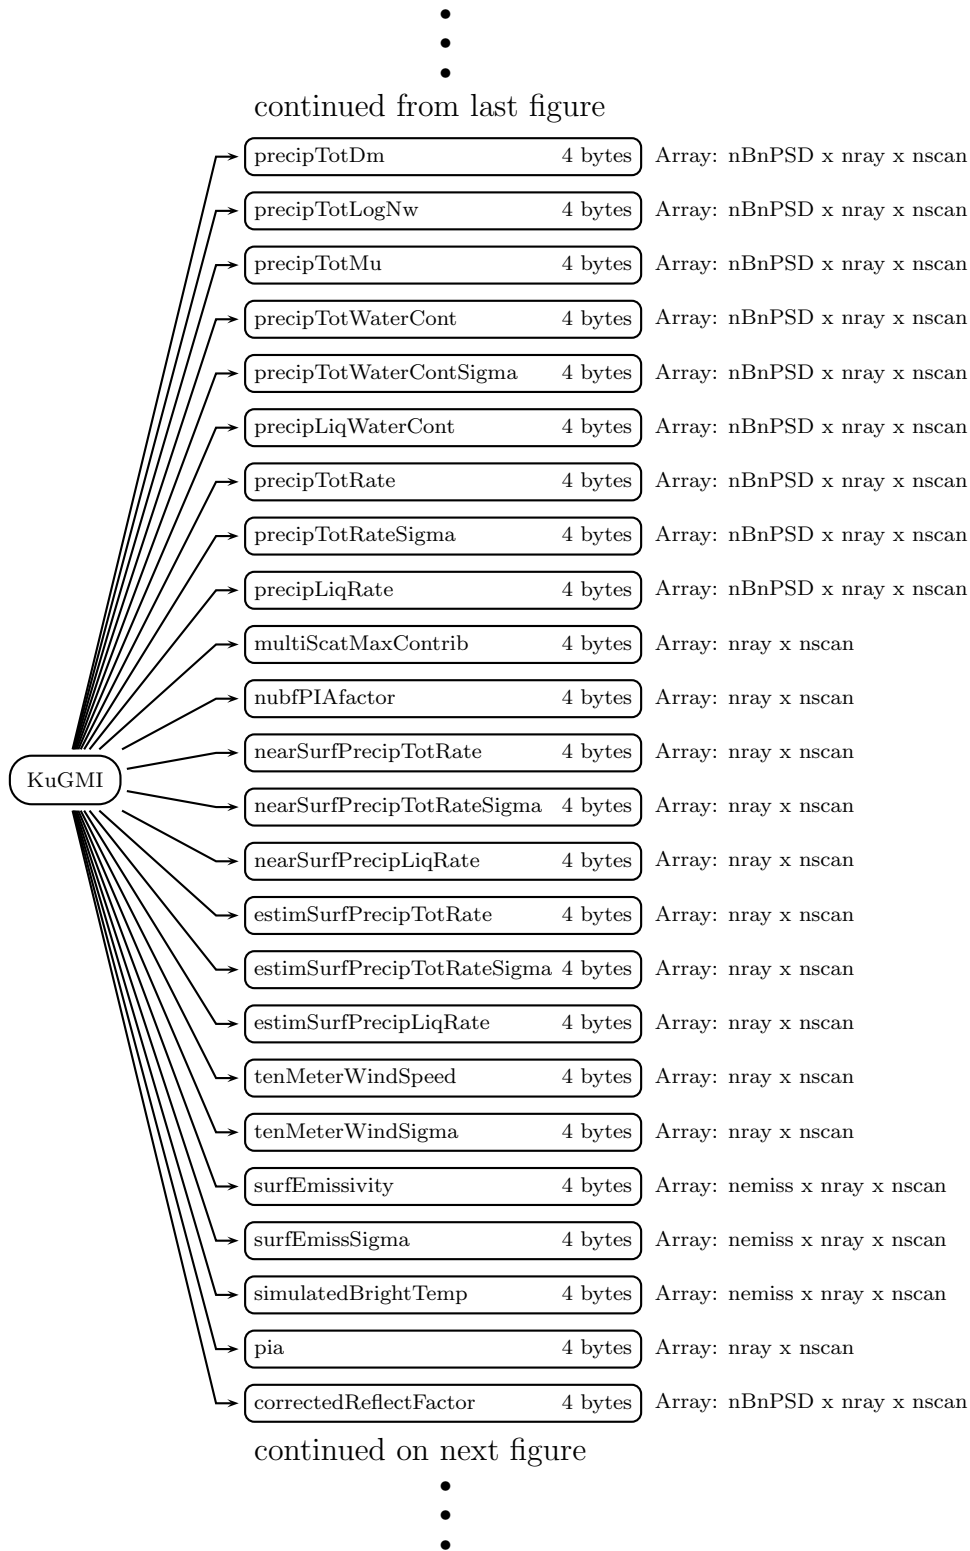 continued from last figure
precipTotDm 4 bytes Array: nBnPSD x nray x nscan
precipTotLogNw 4 bytes Array: nBnPSD x nray x nscan
precipTotMu 4 bytes Array: nBnPSD x nray x nscan
precipTotWaterCont 4 bytes Array: nBnPSD x nray x nscan
precipTotWaterContSigma 4 bytes Array: nBnPSD x nray x nscan
precipLiqWaterCont 4 bytes Array: nBnPSD x nray x nscan
precipTotRate 4 bytes Array: nBnPSD x nray x nscan
precipTotRateSigma 4 bytes Array: nBnPSD x nray x nscan
precipLiqRate 4 bytes Array: nBnPSD x nray x nscan
multiScatMaxContrib 4 bytes Array: nray x nscan
nubfPIAfactor 4 bytes Array: nray x nscan
nearSurfPrecipTotRate 4 bytes Array: nray x nscan
KuGMI
nearSurfPrecipTotRateSigma 4 bytes Array: nray x nscan
nearSurfPrecipLiqRate 4 bytes Array: nray x nscan
estimSurfPrecipTotRate 4 bytes Array: nray x nscan
estimSurfPrecipTotRateSigma 4 bytes Array: nray x nscan
estimSurfPrecipLiqRate 4 bytes Array: nray x nscan
tenMeterWindSpeed 4 bytes Array: nray x nscan
tenMeterWindSigma 4 bytes Array: nray x nscan
surfEmissivity 4 bytes Array: nemiss x nray x nscan
surfEmissSigma 4 bytes Array: nemiss x nray x nscan
simulatedBrightTemp 4 bytes Array: nemiss x nray x nscan
pia 4 bytes Array: nray x nscan
correctedReflectFactor 4 bytes Array: nBnPSD x nray x nscan
continued on next figure